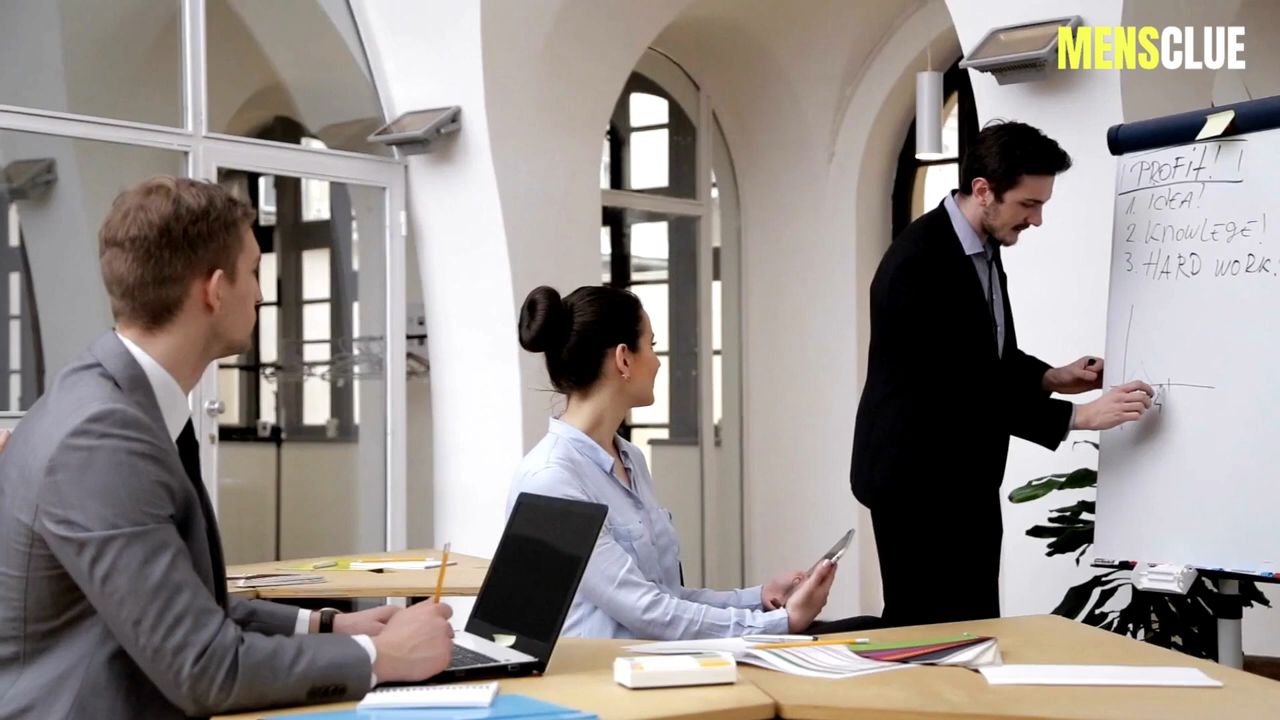 MENSCLUE
PROFIT!
1. IDEA!
2. KNOWLEGE!
3. HARD WORK